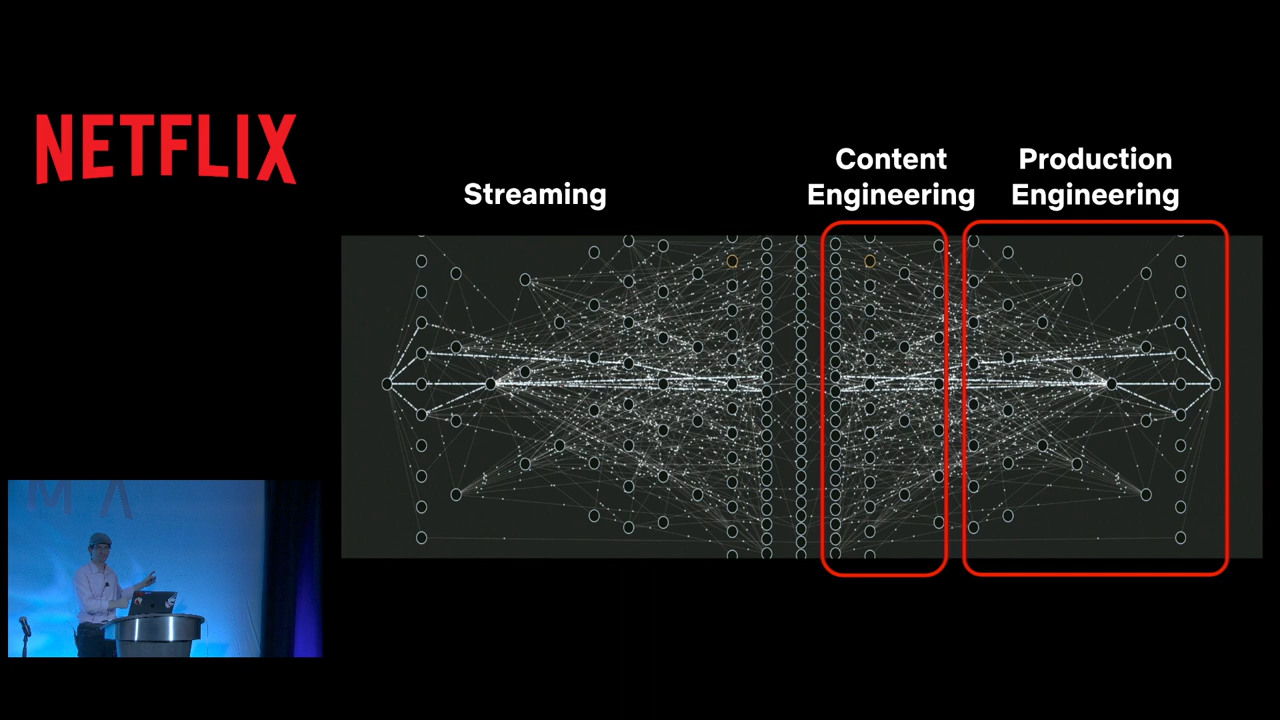 NETFLIX
Streaming
Content
Engineering
Production
Engineering
M A